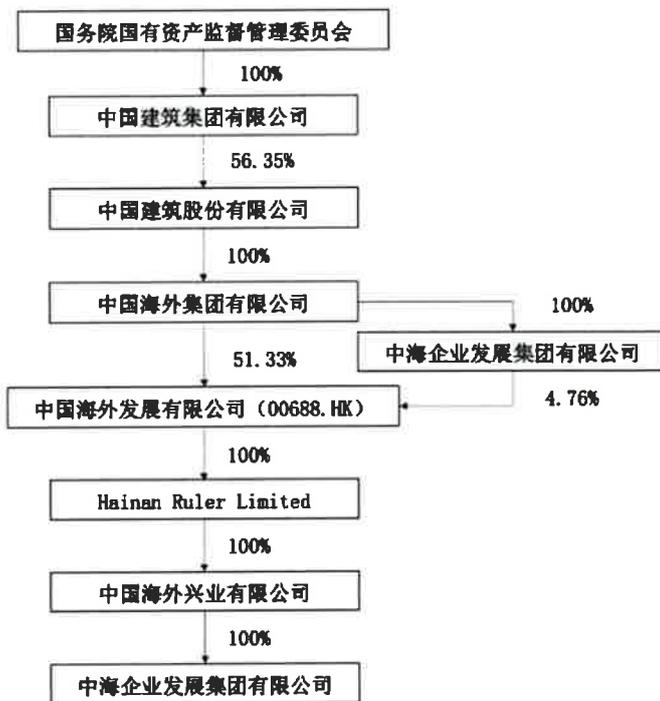 国务院国有资产监督管理委员会
100%
中国建筑集团有限公司
56.35%
中国建筑股份有限公司
100%
中国海外集团有限公司
100%
51.33%
中海企业发展集团有限公司
4.76%
中国海外发展有限公司（00688.HK）
100%
Hainan Ruler Limited
100%
中国海外兴业有限公司
100%
中海企业发展集团有限公司